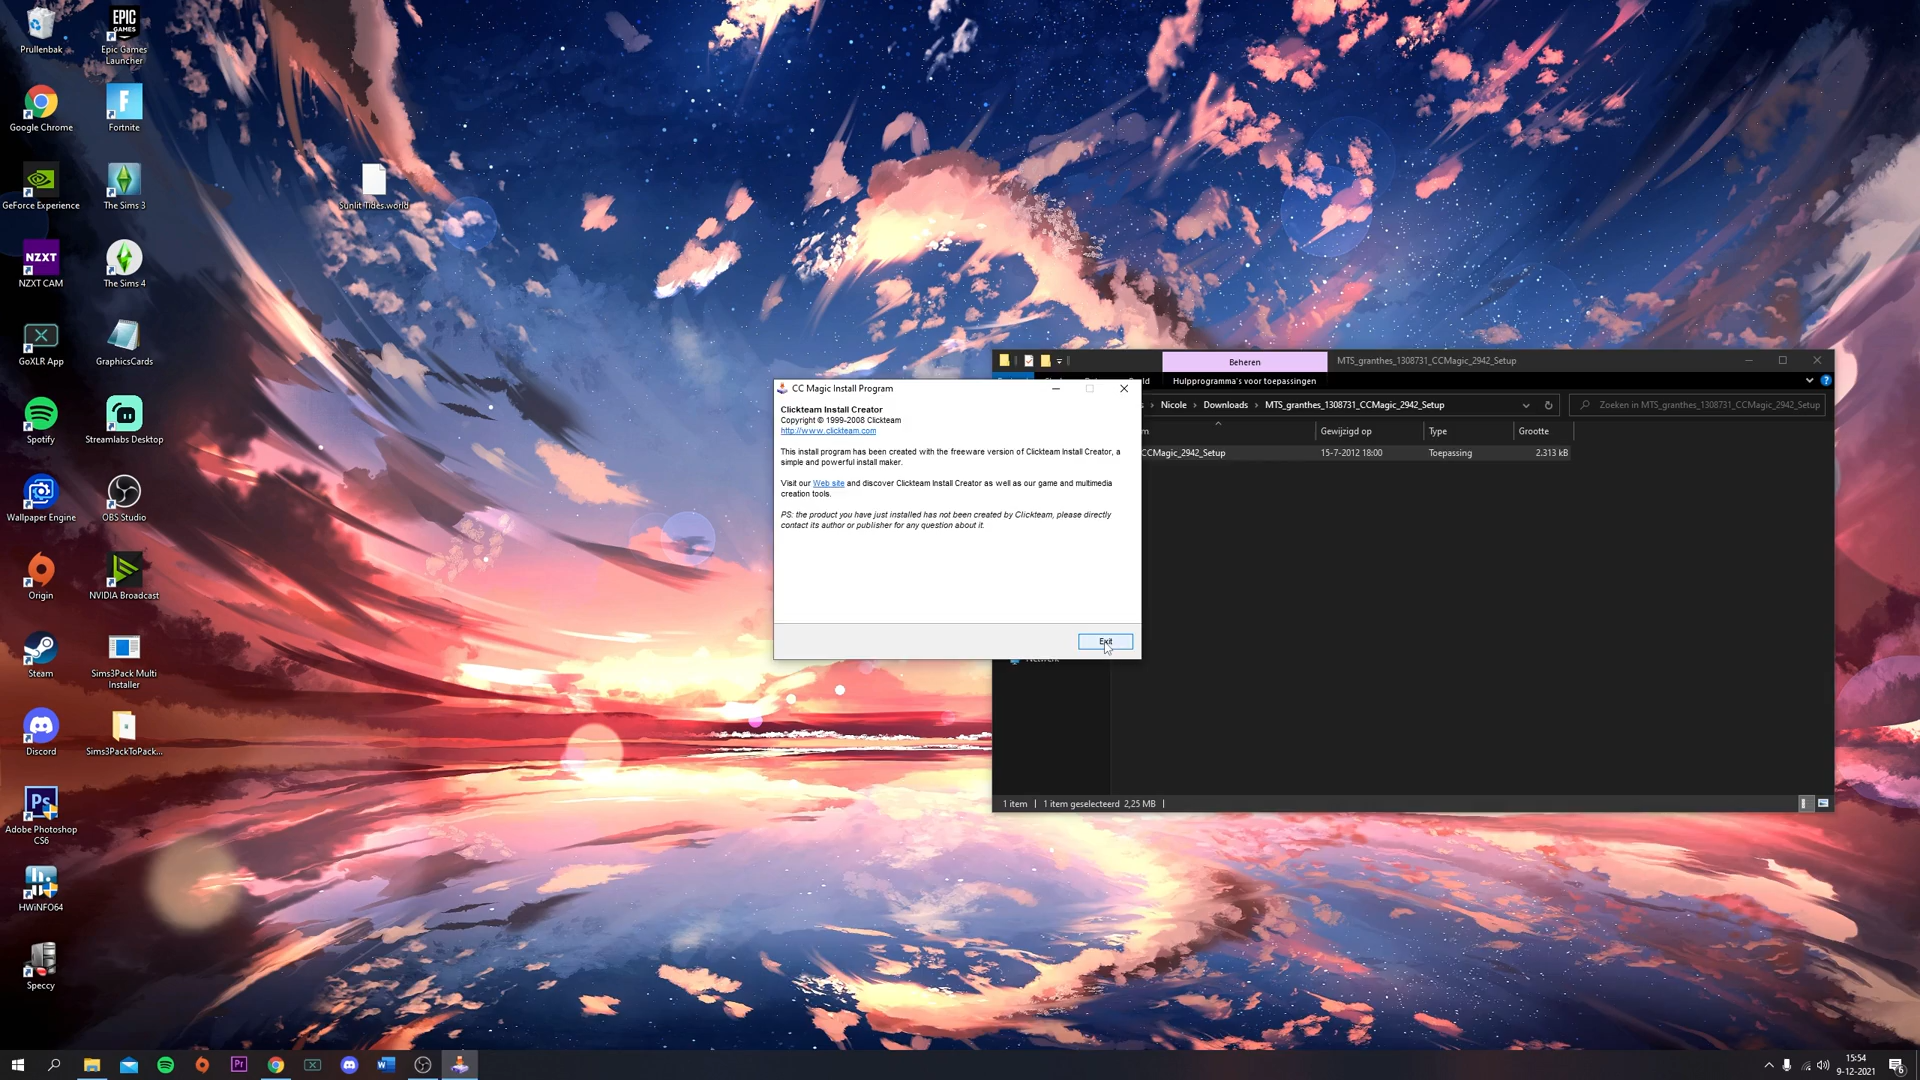 Prullenbak
EPIC
GAMES
Epic Games
Launcher
Google Chrome
F
Fortnite
GeForce Experience
The Sims 3
Sunlit Tides.world
NZXT
NZXT CAM
The Sims 4
GoXLR App
GraphicsCards
Spotify
Streamlabs Desktop
Wallpaper Engine
OBS Studio
Origin
NVIDIA Broadcast
Steam
Sims3Pack Multi
Installer
Discord
Sims3PackToPack...
Ps
Adobe Photoshop
CS6
HWiNFO64
Speccy
CC Magic Install Program
Clickteam Install Creator
Copyright © 1999-2008 Clickteam
http://www.clickteam.com
This install program has been created with the freeware version of Clickteam Install Creator, a
simple and powerful install maker.
Visit our Web site and discover Clickteam Install Creator as well as our game and multimedia
creation tools.
PS: the product you have just installed has not been created by Clickteam, please directly
contact its author or publisher for any question about it.
Exit
Beheren
MTS_granthes_1308731_CCMagic_2942_Setup
Hulpprogramma's voor toepassingen
Nicole › Downloads › MTS_granthes_1308731_CCMagic_2942_Setup
Zoeken in MTS_granthes_1308731_CCMagic_2942_Setup
Gewijzigd op
Type
Grootte
CCMagic_2942_Setup
15-7-2012 18:00
Toepassing
2.313 kB
1 item
1 item geselecteerd 2,25 MB
Pr
15:54
9-12-2021
6